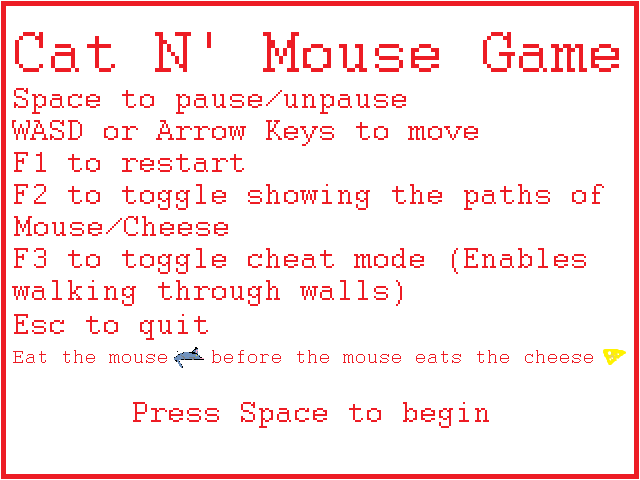 Cat N' Mouse Game
Space to pause/unpause
WASD or Arrow Keys to move
F1 to restart
F2 to toggle showing the paths of
Mouse/Cheese
F3 to toggle cheat mode (Enables
walking through walls)
Esc to quit
Eat the mouse before the mouse eats the cheese
Press Space to begin